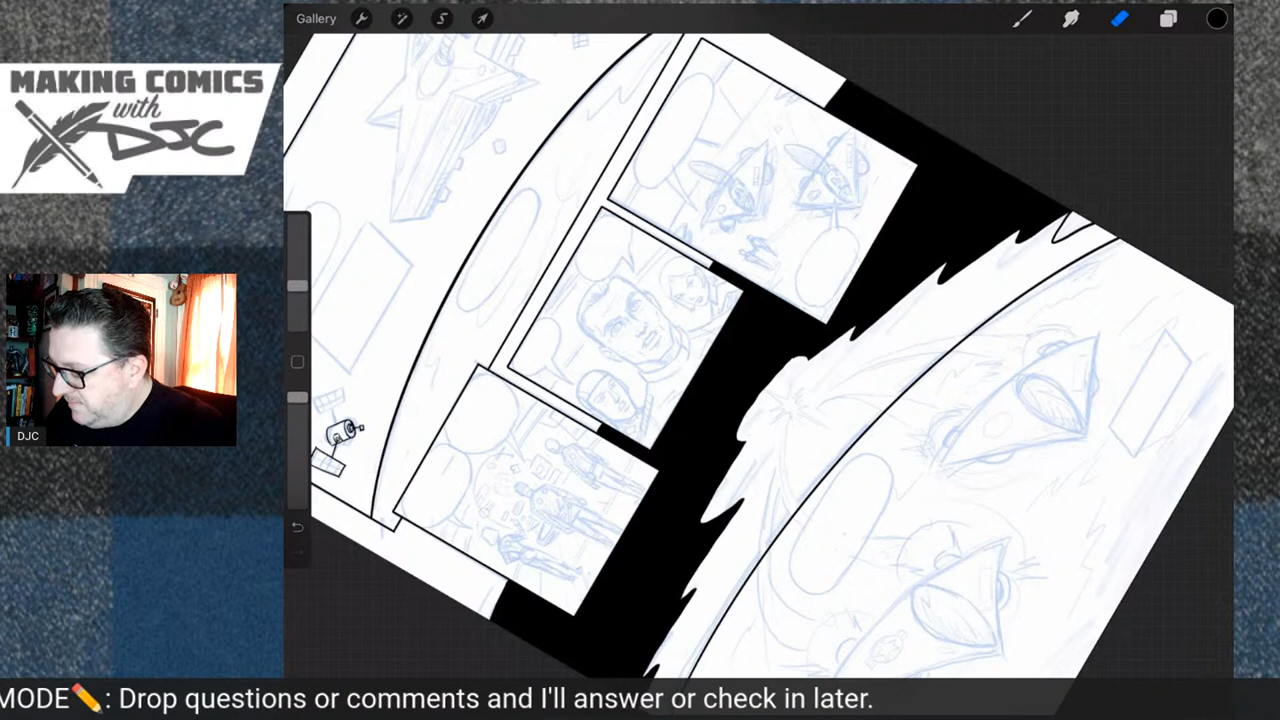 Gallery
MAKING COMICS
with
DJC
DJC
MODE✏️: Drop questions or comments and I'll answer or check in later.